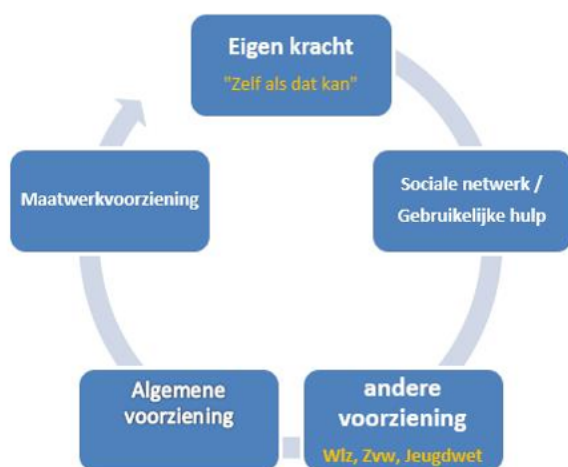 Eigen kracht
"Zelf als dat kan"
Sociale netwerk /
Gebruikelijke hulp
andere
voorziening
Wlz, Zvw, Jeugdwet
Algemene
voorziening
Maatwerkvoorziening